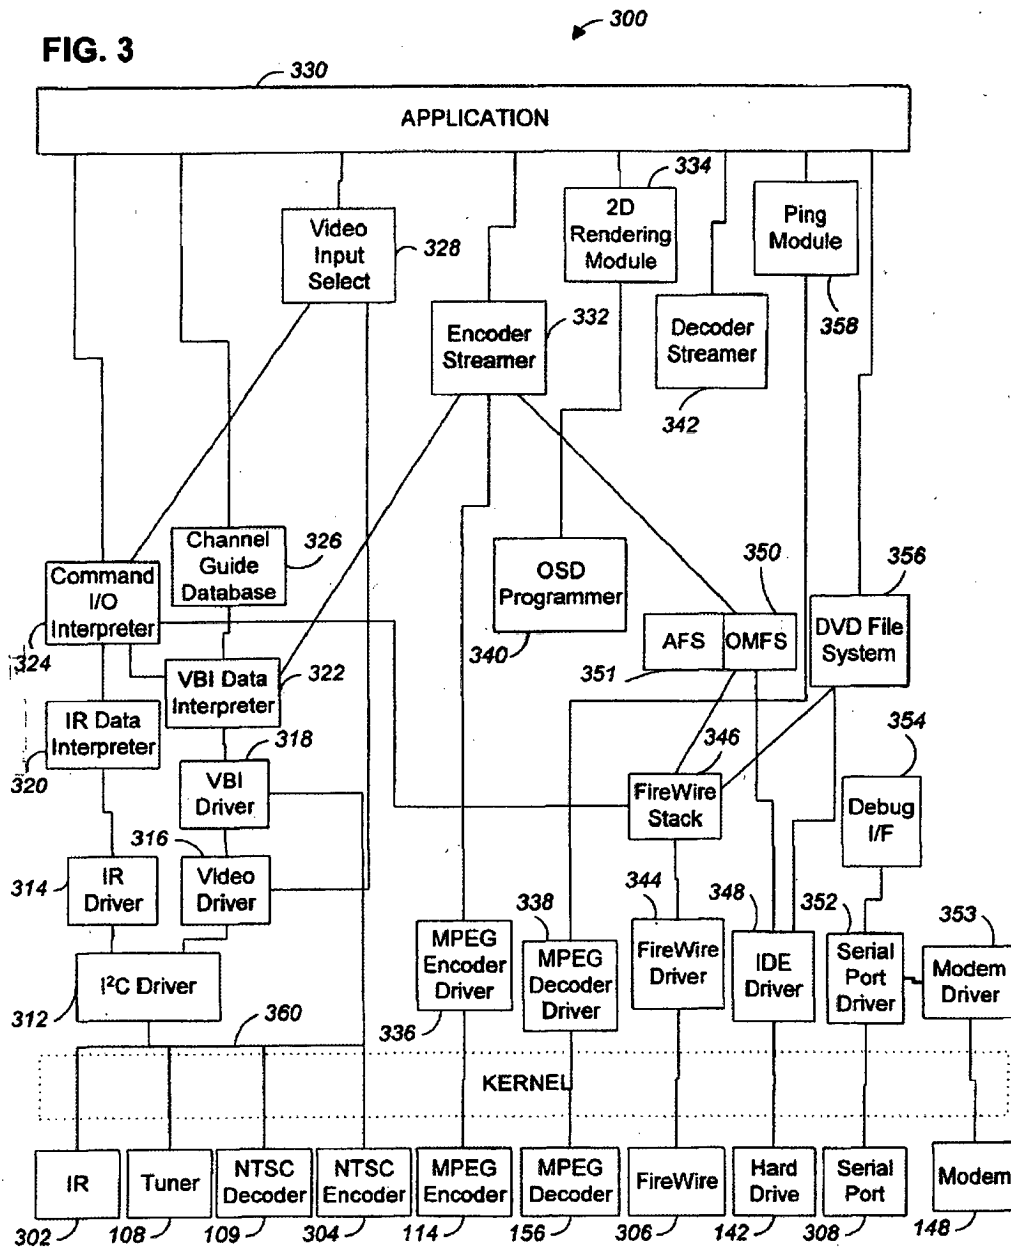 300
FIG. 3
330
APPLICATION
334
2D
Rendering
Module
Ping
Module
Video
Input
Select
328
332
358
Encoder
Streamer
Decoder
Streamer
342
Channel
Guide
Database
326
350
356
Command
I/O
Interpreter
OSD
Programmer
DVD File
System
324
340
AFS
OMFS
351
VBI Data
Interpreter
322
IR Data
Interpreter
318
346
354
320
VBI
Driver
FireWire
Stack
Debug
I/F
316
314
IR
Driver
Video
Driver
338
344
348
352
353
MPEG
Encoder
Driver
MPEG
Decoder
Driver
FireWire
Driver
IDE
Driver
Serial
Port
Driver
Modem
Driver
I²C Driver
312
360
336
KERNEL
IR
Tuner
NTSC
Decoder
NTSC
Encoder
MPEG
Encoder
MPEG
Decoder
FireWire
Hard
Drive
Serial
Port
Modem
302
108
109
304
114
156
306
142
308
148